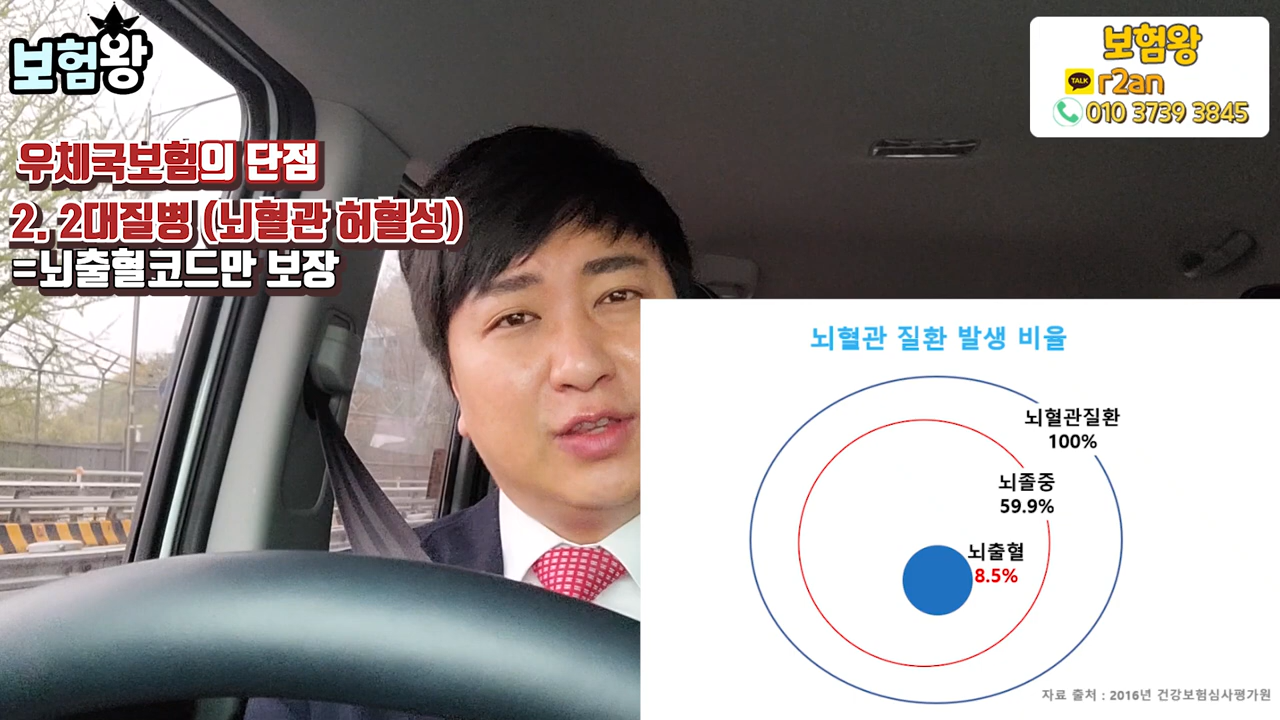 보험왕
보험왕
TALK r2an
010 3739 3845
우체국보험의 단점
2. 2대질병 (뇌혈관 허혈성)
=뇌출혈코드만 보장
뇌혈관 질환 발생 비율
뇌혈관질환
100%
뇌졸중
59.9%
뇌출혈
8.5%
자료 출처 : 2016년 건강보험심사평가원